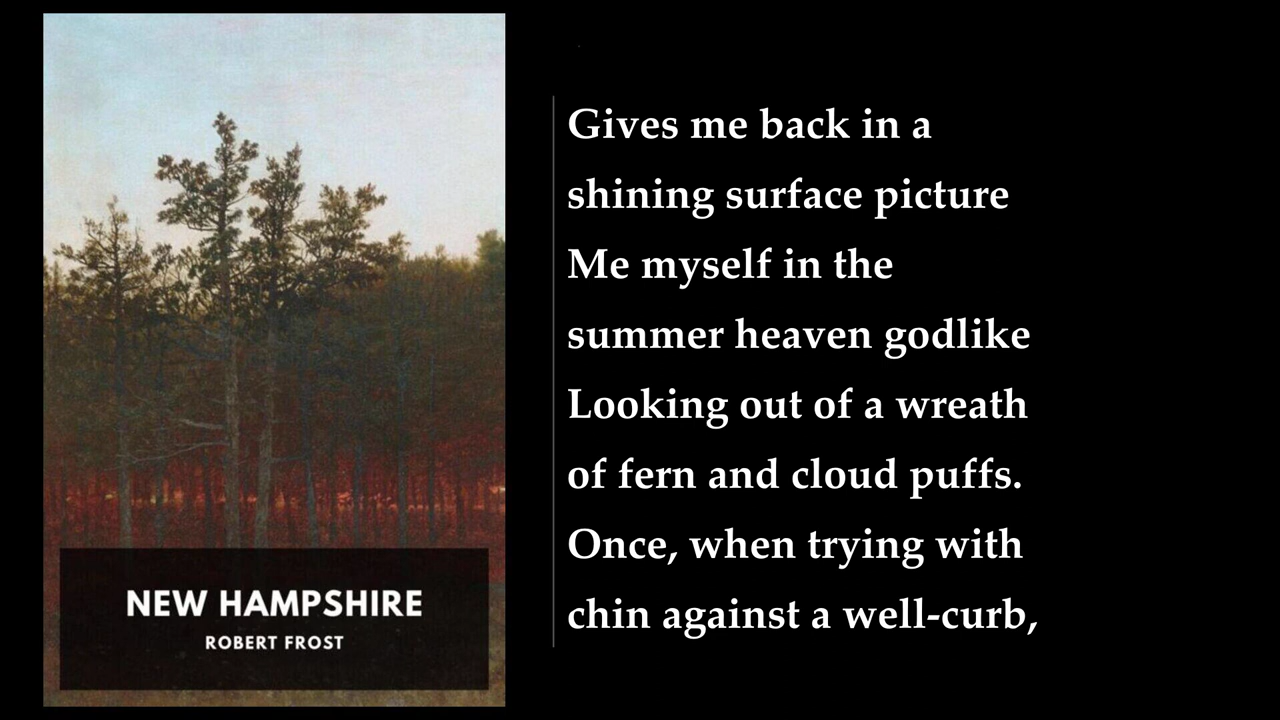 NEW HAMPSHIRE
ROBERT FROST
Gives me back in a
shining surface picture
Me myself in the
summer heaven godlike
Looking out of a wreath
of fern and cloud puffs.
Once, when trying with
chin against a well-curb,